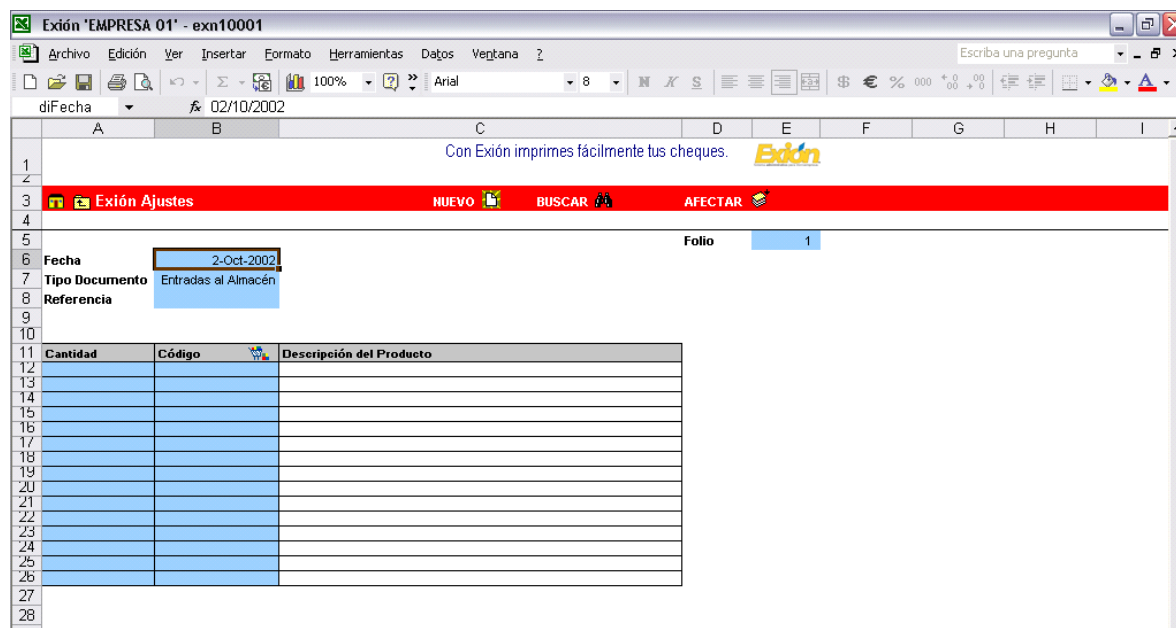 Exión 'EMPRESA 01' - exn10001
Archivo Edición Ver Insertar Formato Herramientas Datos Ventana ? Escriba una pregunta
100% Arial 8 N K S $ € % 000
diFecha fx 02/10/2002
A B C D E F G H I
1 Con Exión imprimes fácilmente tus cheques. Exión
2
3 Exión Ajustes NUEVO BUSCAR AFECTAR
4
5 Folio 1
6 Fecha 2-Oct-2002
7 Tipo Documento Entradas al Almacén
8 Referencia
9
10
11 Cantidad Código Descripción del Producto
12
13
14
15
16
17
18
19
20
21
22
23
24
25
26
27
28